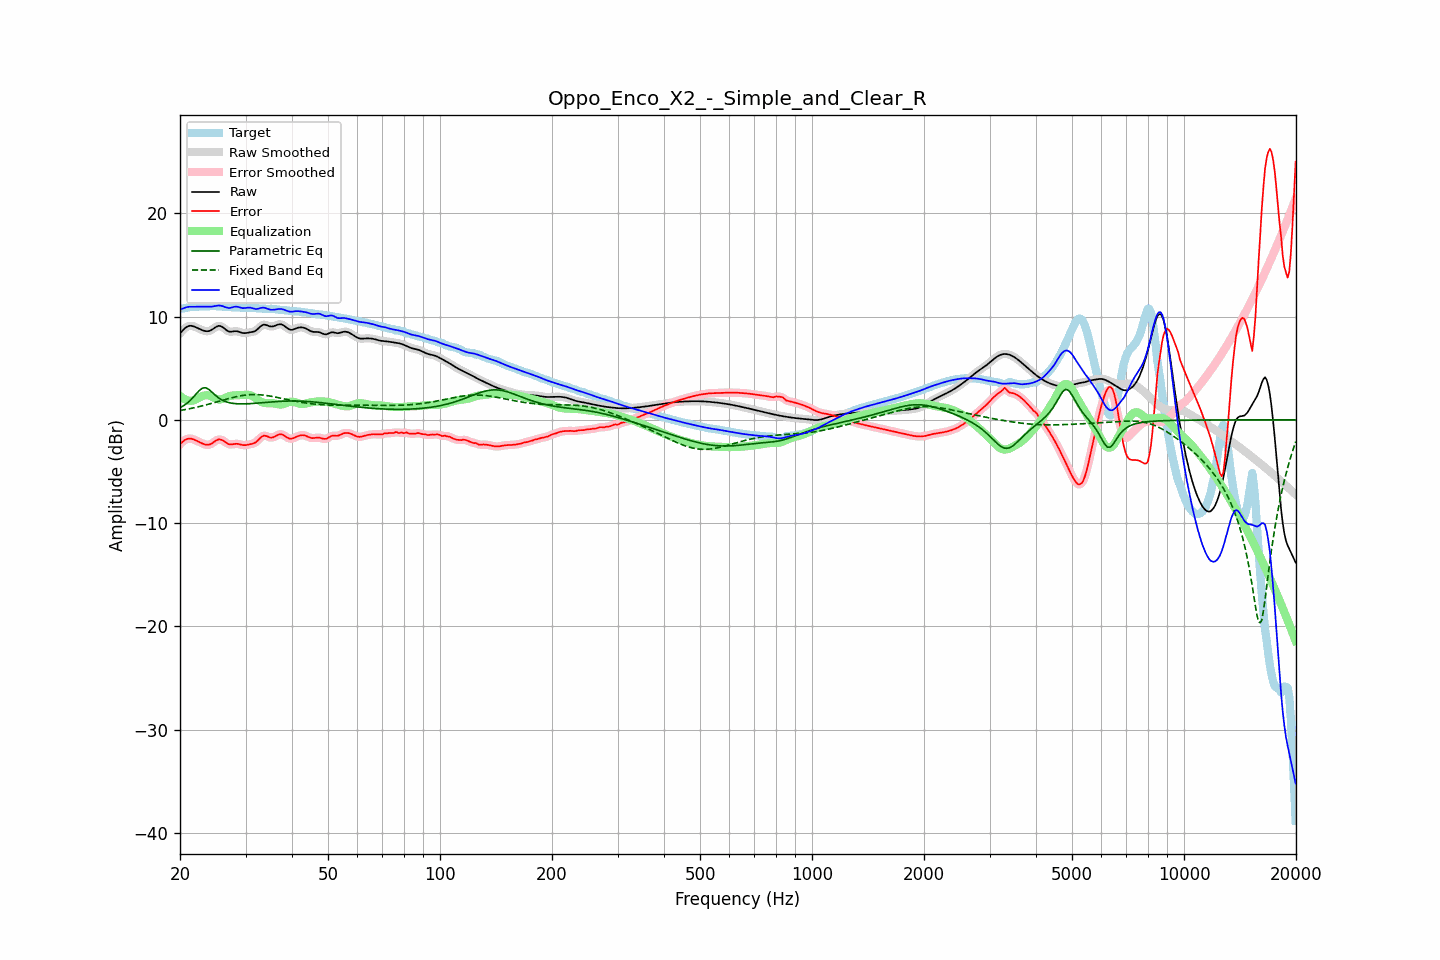 Oppo_Enco_X2_-_Simple_and_Clear_R
Target
Raw Smoothed
Error Smoothed
Raw
Error
Equalization
Parametric Eq
Fixed Band Eq
Equalized
Amplitude (dBr)
20
10
0
−10
−20
−30
−40
20 50 100 200 500 1000 2000 5000 10000 20000
Frequency (Hz)